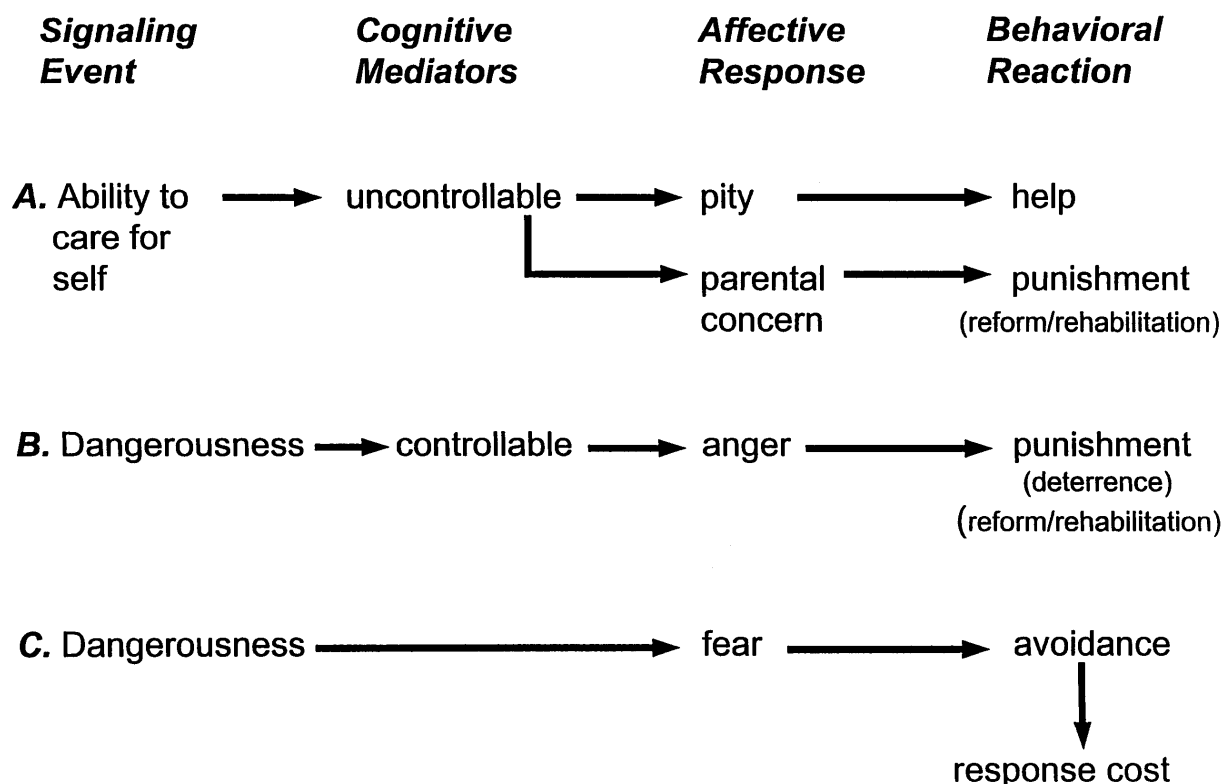 Signaling Event
Cognitive Mediators
Affective Response
Behavioral Reaction
A. Ability to care for self
uncontrollable
pity
help
parental concern
punishment
(reform/rehabilitation)
B. Dangerousness
controllable
anger
punishment
(deterrence)
(reform/rehabilitation)
C. Dangerousness
fear
avoidance
response cost